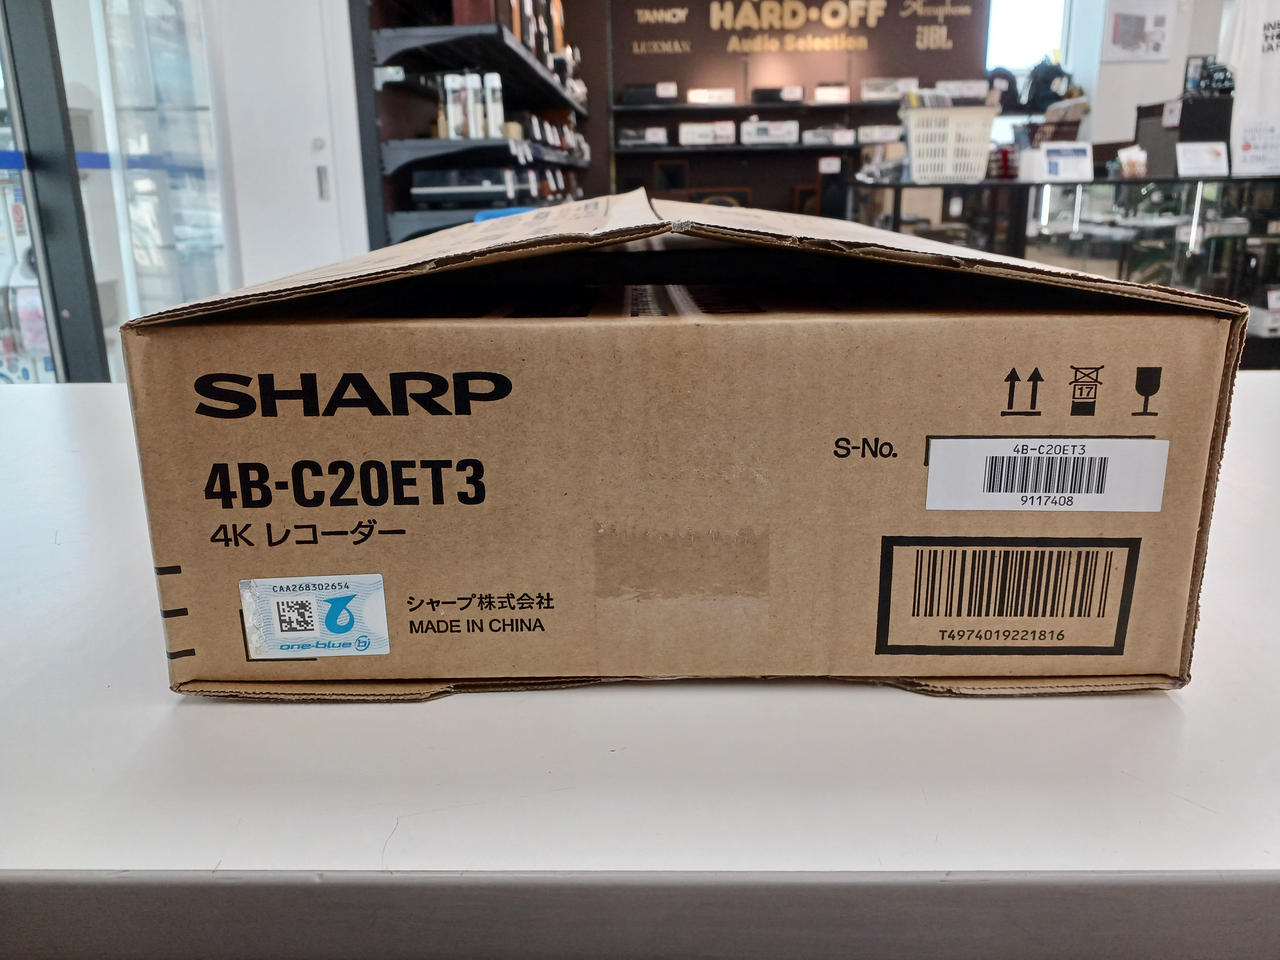 TANNOY
HARD•OFF
Accuphase
LUXMAN
Audio Selection
JBL
SHARP
4B-C20ET3
4K レコーダー
17
S-No.
4B-C20ET3
9117408
CAA268302654
one-blue
シャープ株式会社
MADE IN CHINA
T4974019221816